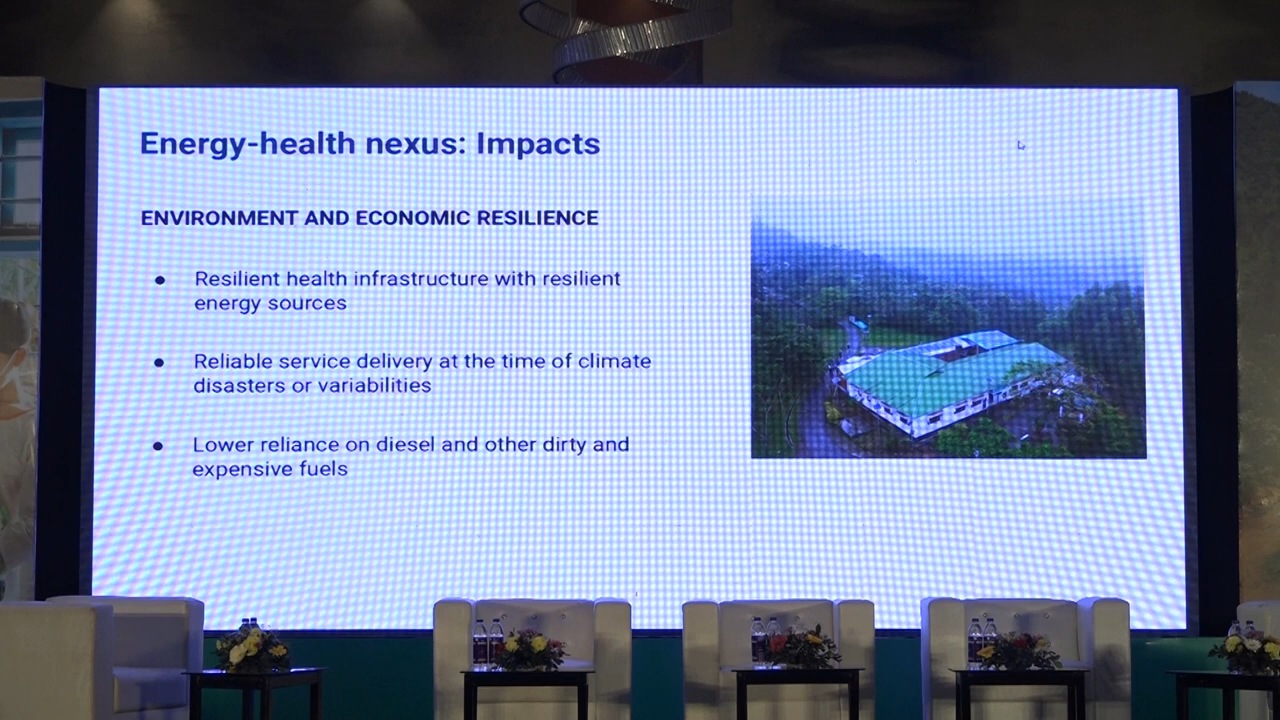 Energy-health nexus: Impacts
ENVIRONMENT AND ECONOMIC RESILIENCE
● Resilient health infrastructure with resilient
energy sources
● Reliable service delivery at the time of climate
disasters or variabilities
● Lower reliance on diesel and other dirty and
expensive fuels